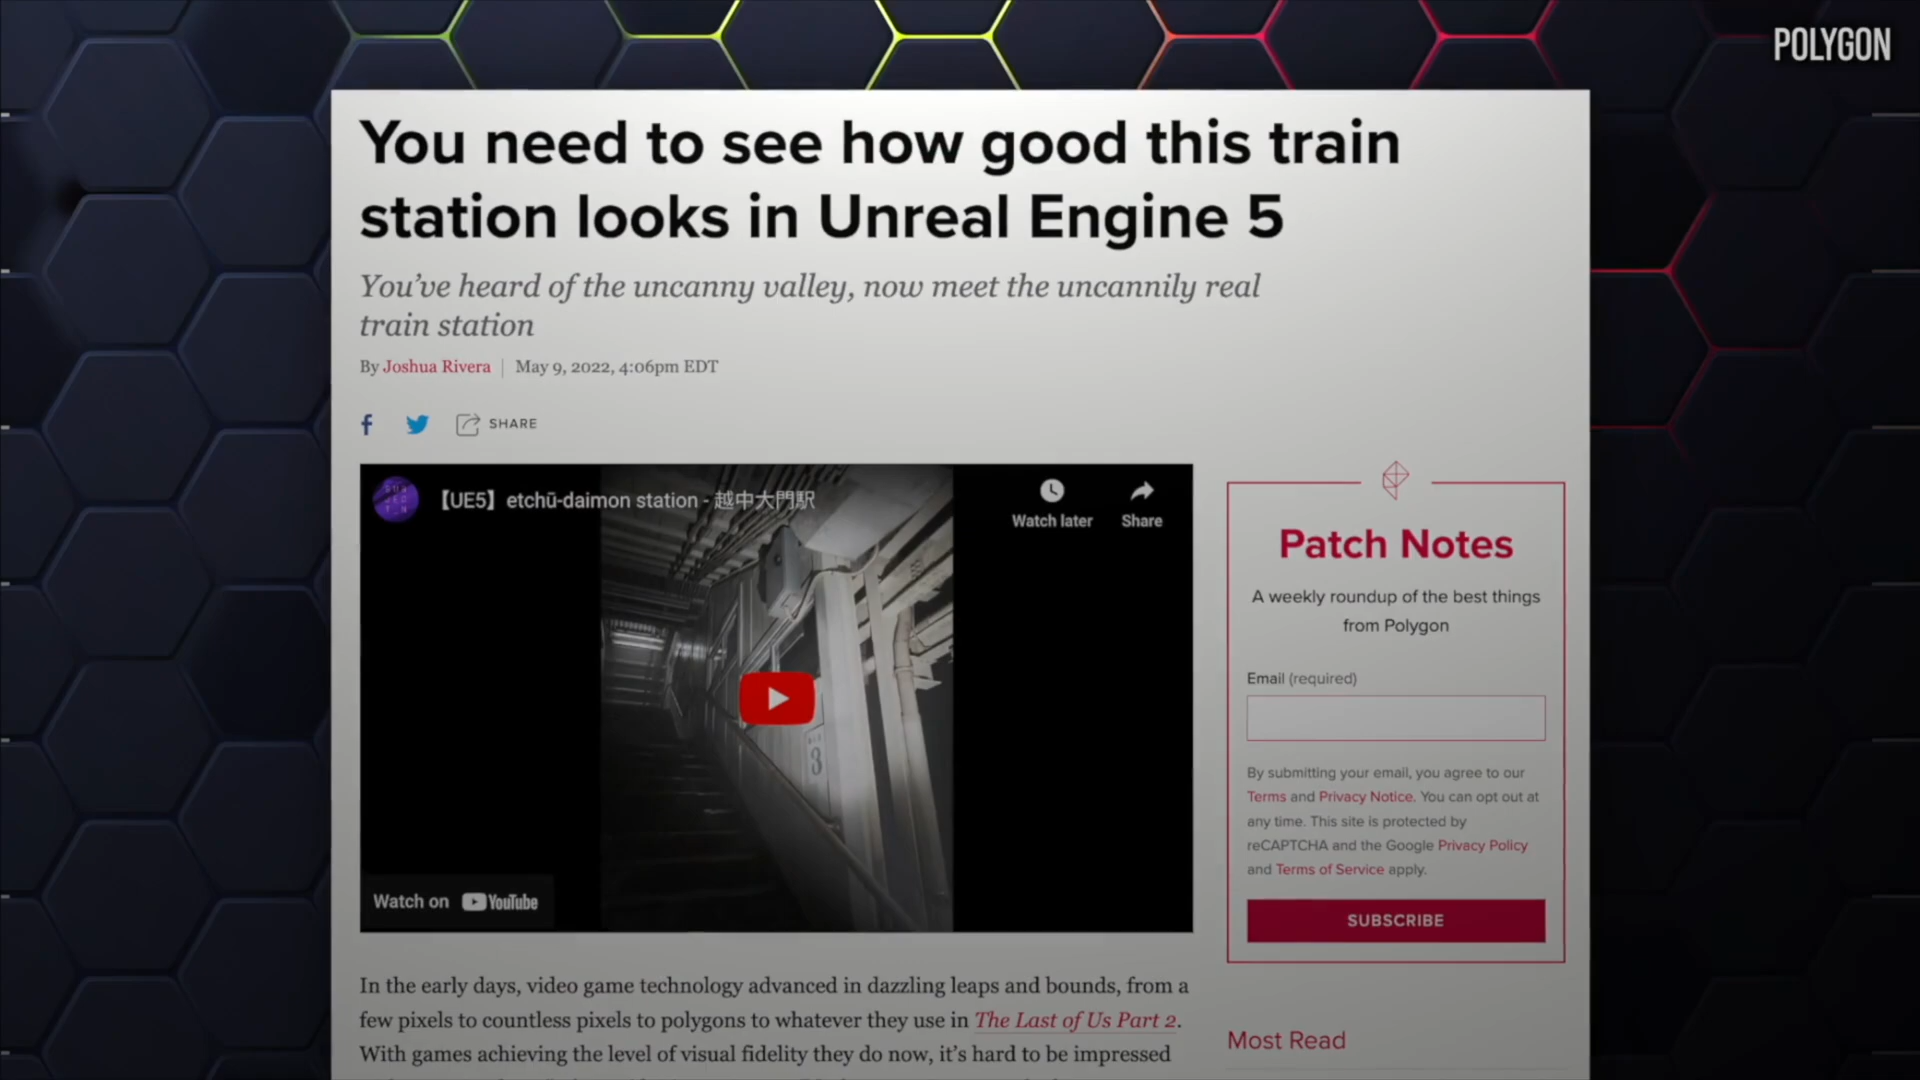 POLYGON
You need to see how good this train
station looks in Unreal Engine 5
You've heard of the uncanny valley, now meet the uncannily real
train station
By Joshua Rivera | May 9, 2022, 4:06pm EDT
SHARE
【UE5】 etchū-daimon station - 越中大門駅
Watch later
Share
3
Watch on YouTube
Patch Notes
A weekly roundup of the best things
from Polygon
Email (required)
By submitting your email, you agree to our
Terms and Privacy Notice. You can opt out at
any time. This site is protected by
reCAPTCHA and the Google Privacy Policy
and Terms of Service apply.
SUBSCRIBE
In the early days, video game technology advanced in dazzling leaps and bounds, from a
few pixels to countless pixels to polygons to whatever they use in The Last of Us Part 2.
With games achieving the level of visual fidelity they do now, it's hard to be impressed
Most Read